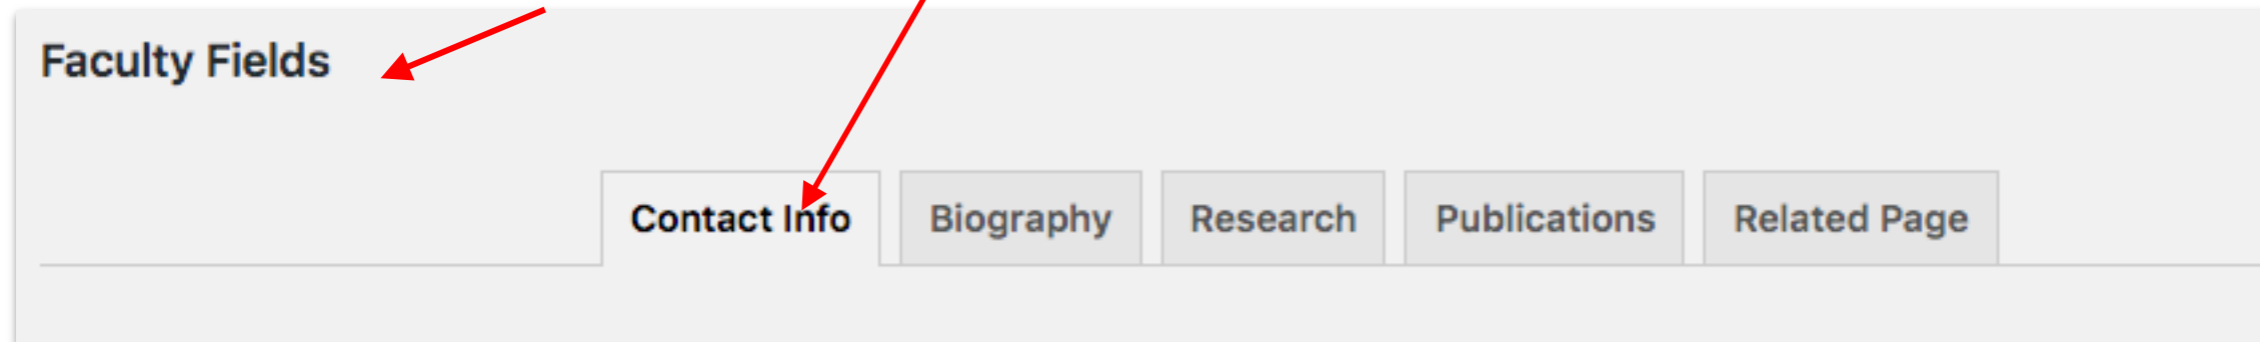 Faculty Fields
Contact Info Biography Research Publications Related Page